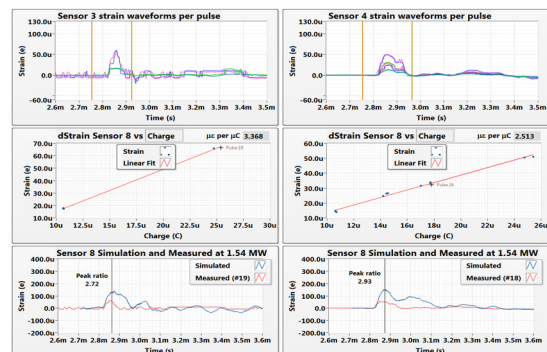 Sensor 3 strain waveforms per pulse
Strain (e)
130.0u
100.0u
50.0u
0.0
-60.0u
2.6m 2.7m 2.8m 2.9m 3.0m 3.1m 3.2m 3.3m 3.4m 3.5m
Time (s)
Sensor 4 strain waveforms per pulse
Strain (e)
130.0u
100.0u
50.0u
0.0
-60.0u
2.6m 2.7m 2.8m 2.9m 3.0m 3.1m 3.2m 3.3m 3.4m 3.5m
Time (s)
dStrain Sensor 8 vs Charge µε per µC 3.368
Strain (e)
70.0u
60.0u
50.0u
40.0u
30.0u
20.0u
10.0u
Strain
Linear Fit
10u 15u 20u 25u 30u
Charge (C)
dStrain Sensor 8 vs Charge µε per µC 2.513
Strain (e)
60.0u
50.0u
40.0u
30.0u
20.0u
10.0u
Strain
Linear Fit
10u 12u 14u 16u 18u 20u 22u 24u 26u
Charge (C)
Sensor 8 Simulation and Measured at 1.54 MW
Strain (e)
400.0u
300.0u
200.0u
100.0u
0.0
-100.0u
-200.0u
Peak ratio
2.72
Simulated
Measured (#19)
2.6m 2.7m 2.8m 2.9m 3.0m 3.1m 3.2m 3.3m 3.4m 3.5m 3.6m
Time (s)
Sensor 8 Simulation and Measured at 1.54 MW
Strain (e)
400.0u
300.0u
200.0u
100.0u
0.0
-100.0u
-200.0u
Peak ratio
2.93
Simulated
Measured (#18)
2.6m 2.7m 2.8m 2.9m 3.0m 3.1m 3.2m 3.3m 3.4m 3.5m 3.6m
Time (s)